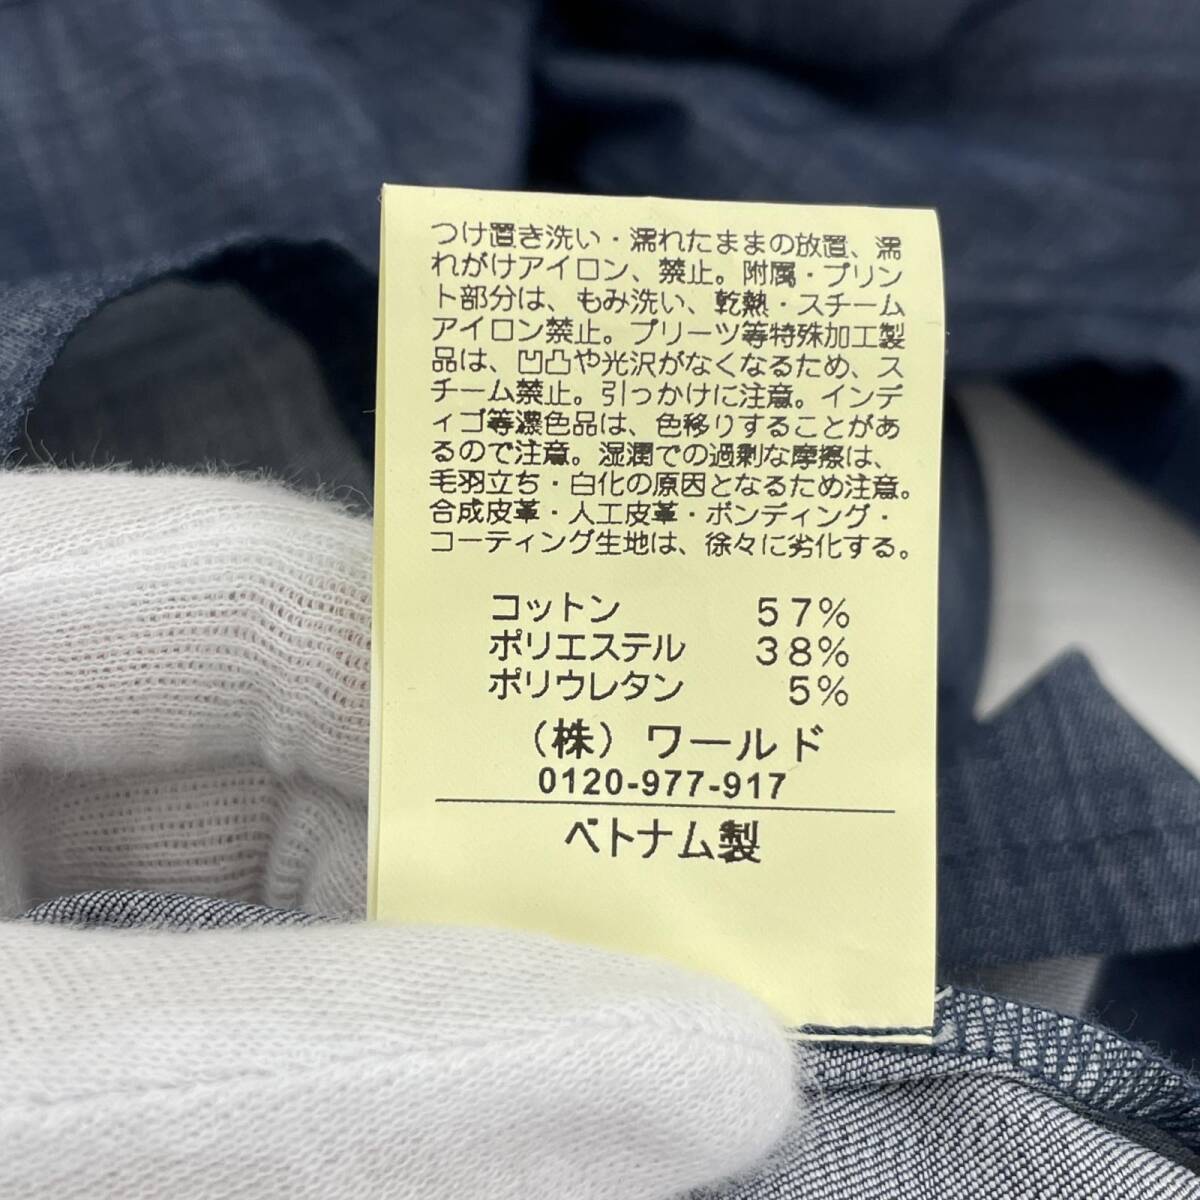 つけ置き洗い・濡れたままの放置、濡
れがけアイロン、禁止。附属・プリン
ト部分は、もみ洗い、乾熱・スチーム
アイロン禁止。プリーツ等特殊加工製
品は、凹凸や光沢がなくなるため、ス
チーム禁止。引っかけに注意。インデ
ィゴ等濃色品は、色移りすることがあ
るので注意。湿潤での過剰な摩擦は、
毛羽立ち・白化の原因となるため注意。
合成皮革・人工皮革・ボンディング・
コーティング生地は、徐々に劣化する。
コットン 57%
ポリエステル 38%
ポリウレタン 5%
（株）ワールド
0120-977-917
ベトナム製